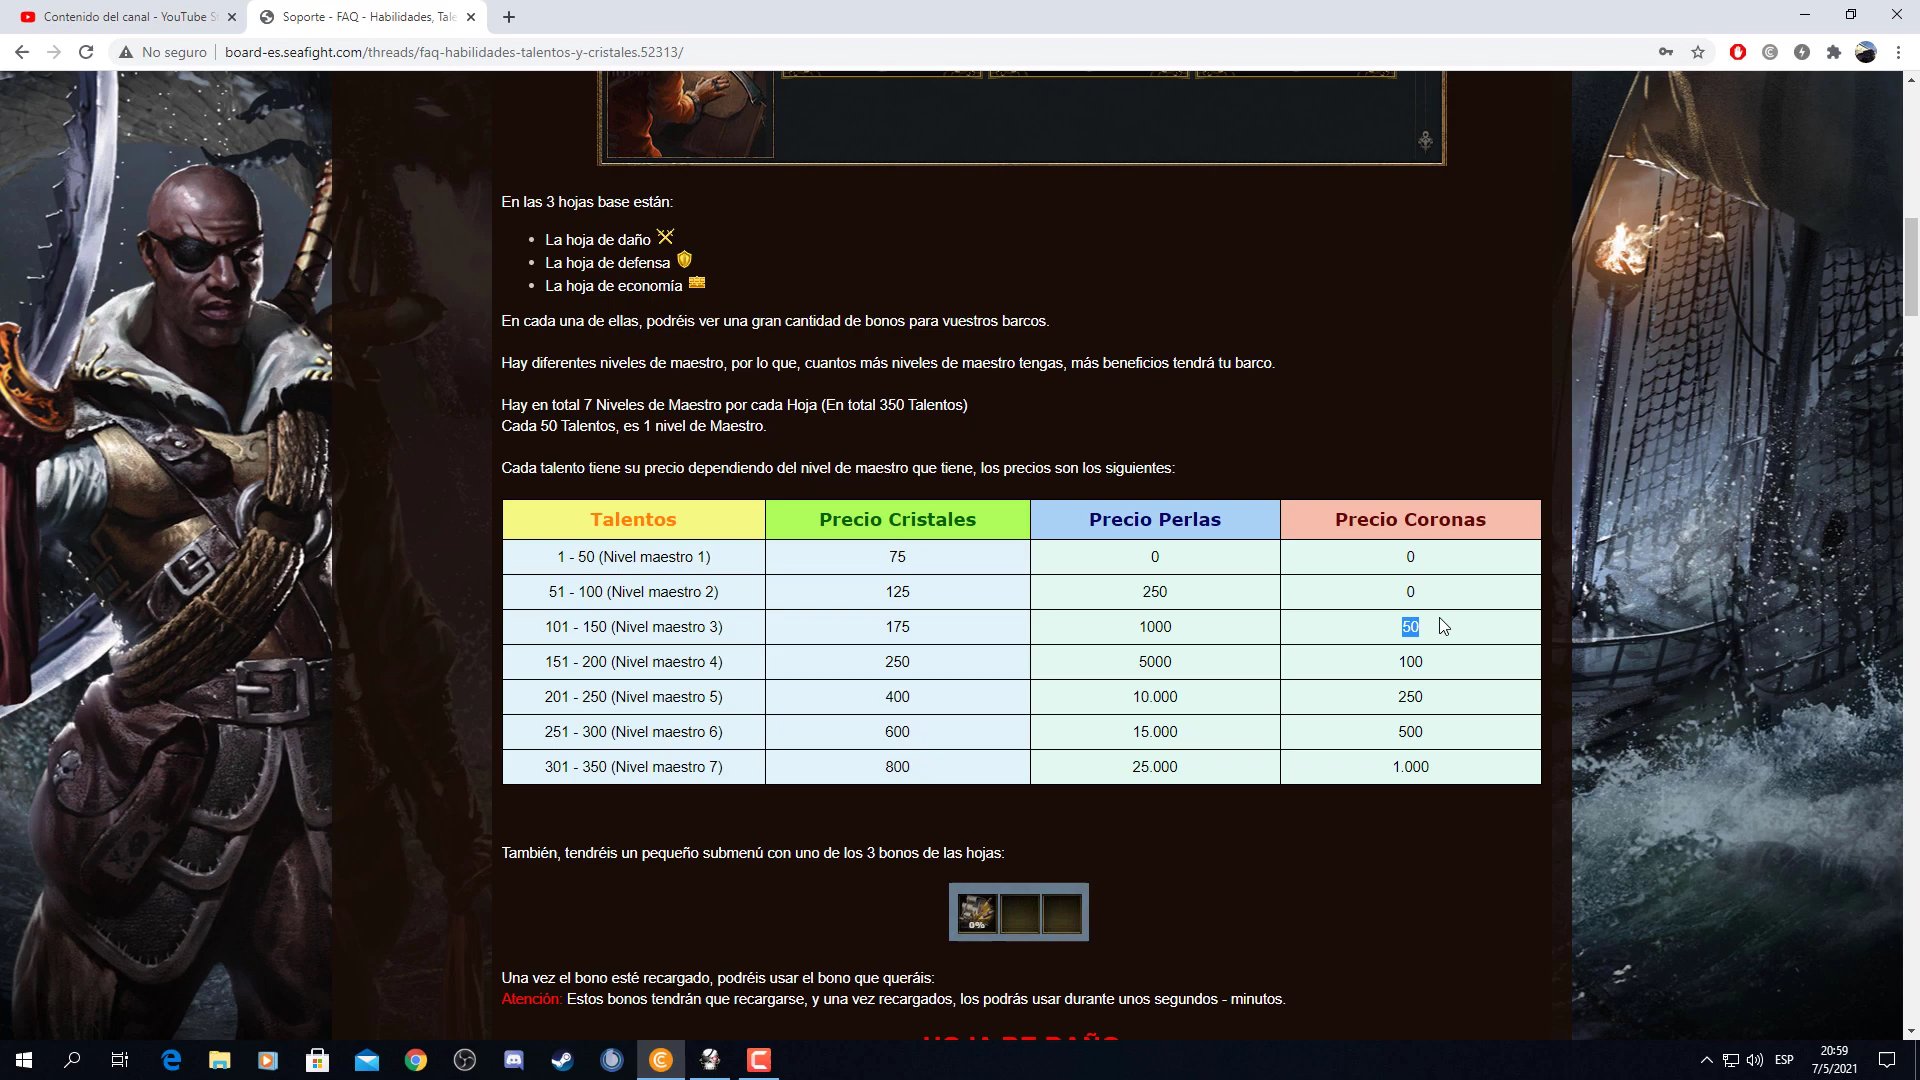 Contenido del canal - YouTube S
Soporte - FAQ - Habilidades, Tale
No seguro
board-es.seafight.com/threads/faq-habilidades-talentos-y-cristales.52313/
En las 3 hojas base están:
La hoja de daño
La hoja de defensa
La hoja de economía
En cada una de ellas, podréis ver una gran cantidad de bonos para vuestros barcos.
Hay diferentes niveles de maestro, por lo que, cuantos más niveles de maestro tengas, más beneficios tendrá tu barco.
Hay en total 7 Niveles de Maestro por cada Hoja (En total 350 Talentos)
Cada 50 Talentos, es 1 nivel de Maestro.
Cada talento tiene su precio dependiendo del nivel de maestro que tiene, los precios son los siguientes:
Talentos Precio Cristales Precio Perlas Precio Coronas
1 - 50 (Nivel maestro 1) 75 0 0
51 - 100 (Nivel maestro 2) 125 250 0
101 - 150 (Nivel maestro 3) 175 1000 50
151 - 200 (Nivel maestro 4) 250 5000 100
201 - 250 (Nivel maestro 5) 400 10.000 250
251 - 300 (Nivel maestro 6) 600 15.000 500
301 - 350 (Nivel maestro 7) 800 25.000 1.000
También, tendréis un pequeño submenú con uno de los 3 bonos de las hojas:
0%
Una vez el bono esté recargado, podréis usar el bono que queráis:
Atención: Estos bonos tendrán que recargarse, y una vez recargados, los podrás usar durante unos segundos - minutos.
HOJA DE DAÑO
ESP
20:59
7/5/2021